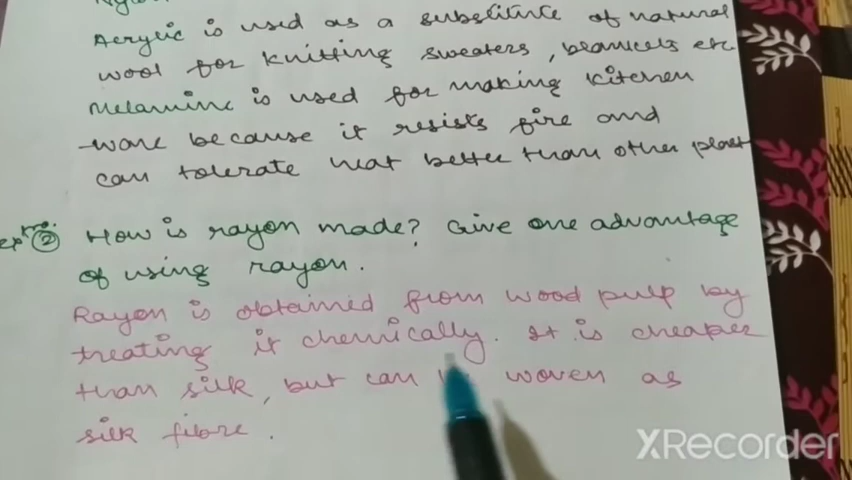 Acrylic is used as a substitute of natural
wool for knitting sweaters, blankets etc
Melamine is used for making kitchen
ware because it resists fire and
can tolerate heat better than other plast
② How is rayon made? Give one advantage
of using rayon.
Rayon is obtained from wood pulp by
treating it chemically. It is cheaper
than silk, but can woven as
silk fibre.
XRecorder